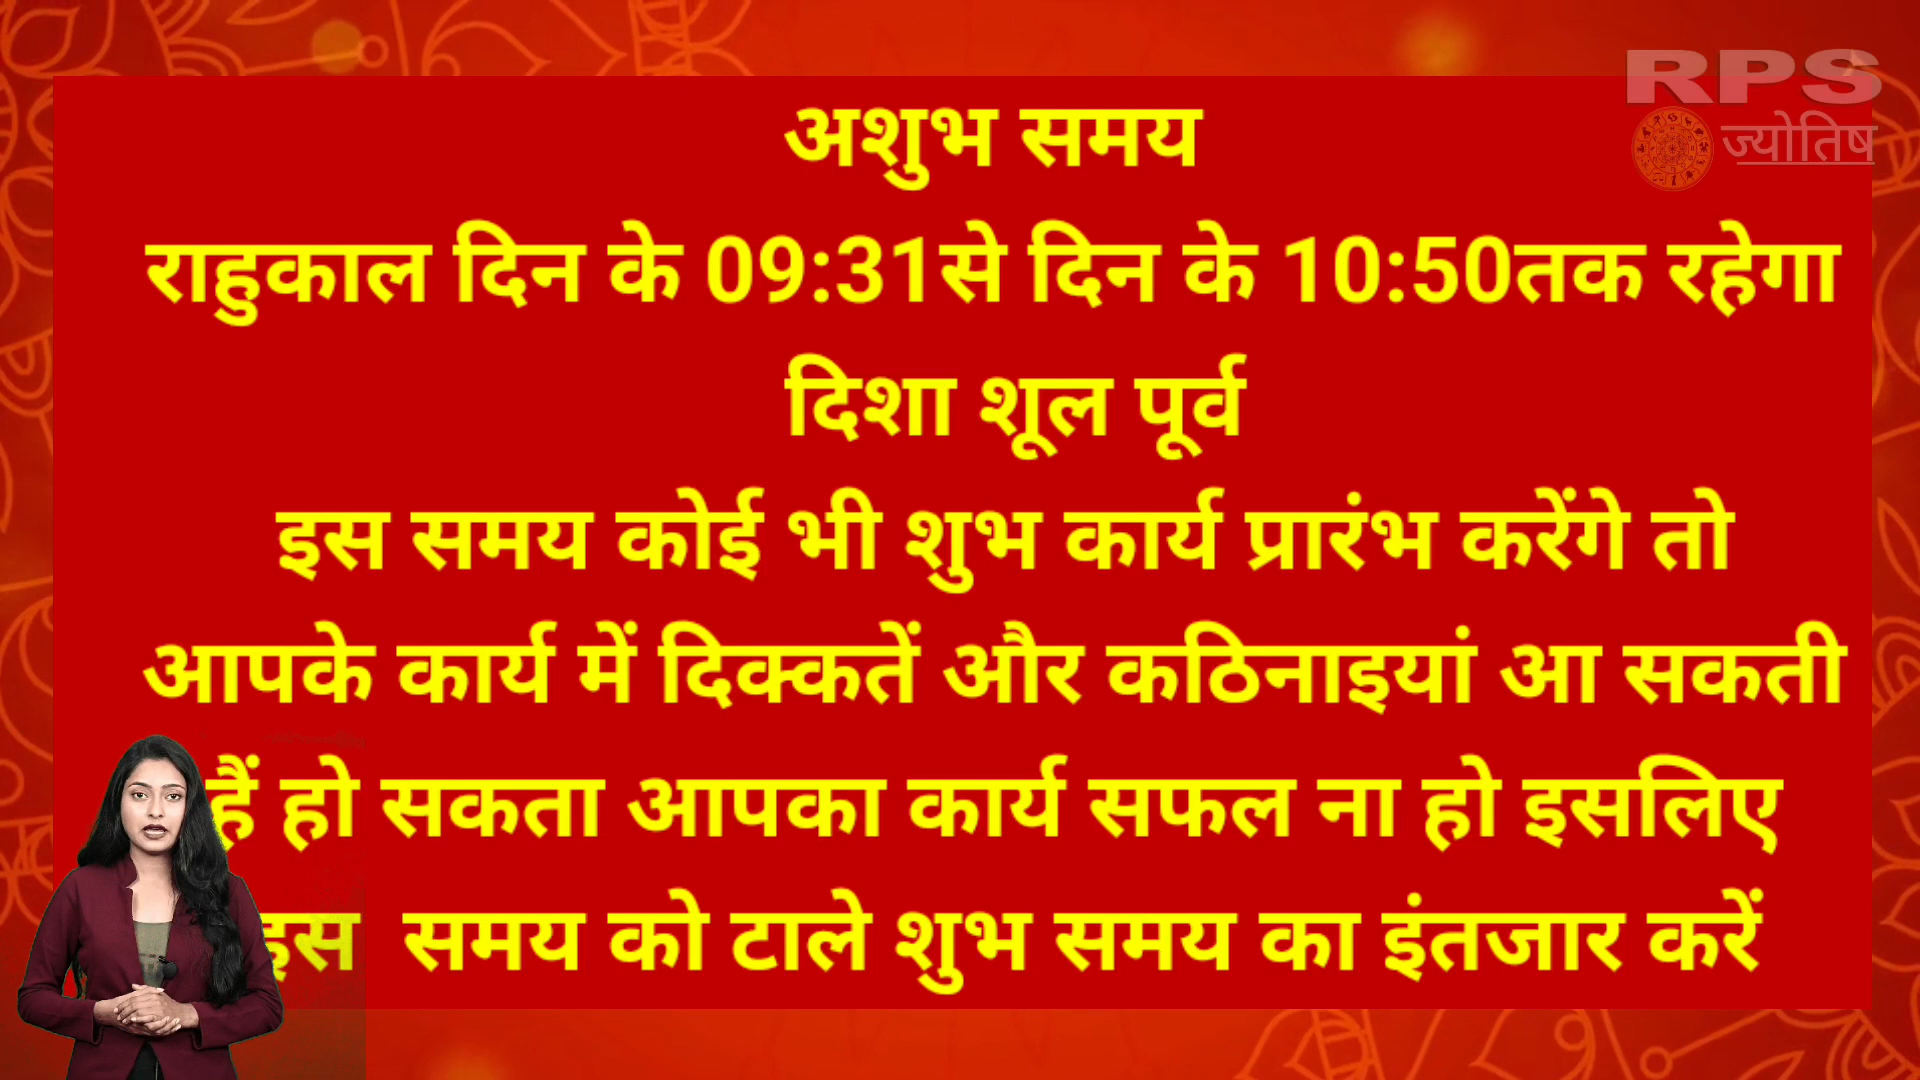 RPS
ज्योतिष
अशुभ समय
राहुकाल दिन के 09:31से दिन के 10:50तक रहेगा
दिशा शूल पूर्व
इस समय कोई भी शुभ कार्य प्रारंभ करेंगे तो
आपके कार्य में दिक्कतें और कठिनाइयां आ सकती
हैं हो सकता आपका कार्य सफल ना हो इसलिए
इस समय को टाले शुभ समय का इंतजार करें